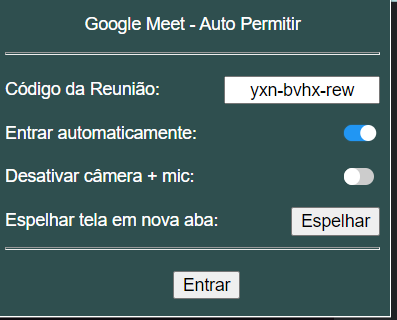 Google Meet - Auto Permitir
Código da Reunião: yxn-bvhx-rew
Entrar automaticamente:
Desativar câmera + mic:
Espelhar tela em nova aba: Espelhar
Entrar